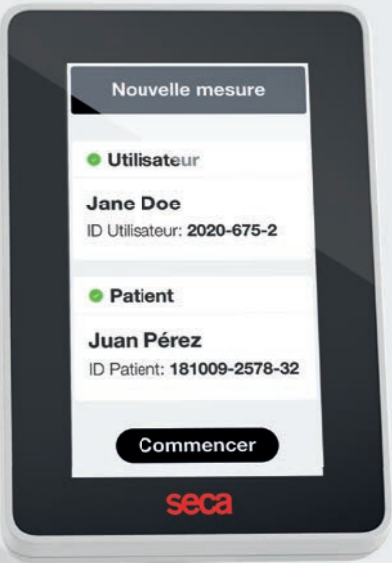 Nouvelle mesure
Utilisateur
Jane Doe
ID Utilisateur: 2020-675-2
Patient
Juan Pérez
ID Patient: 181009-2578-32
Commencer
seca